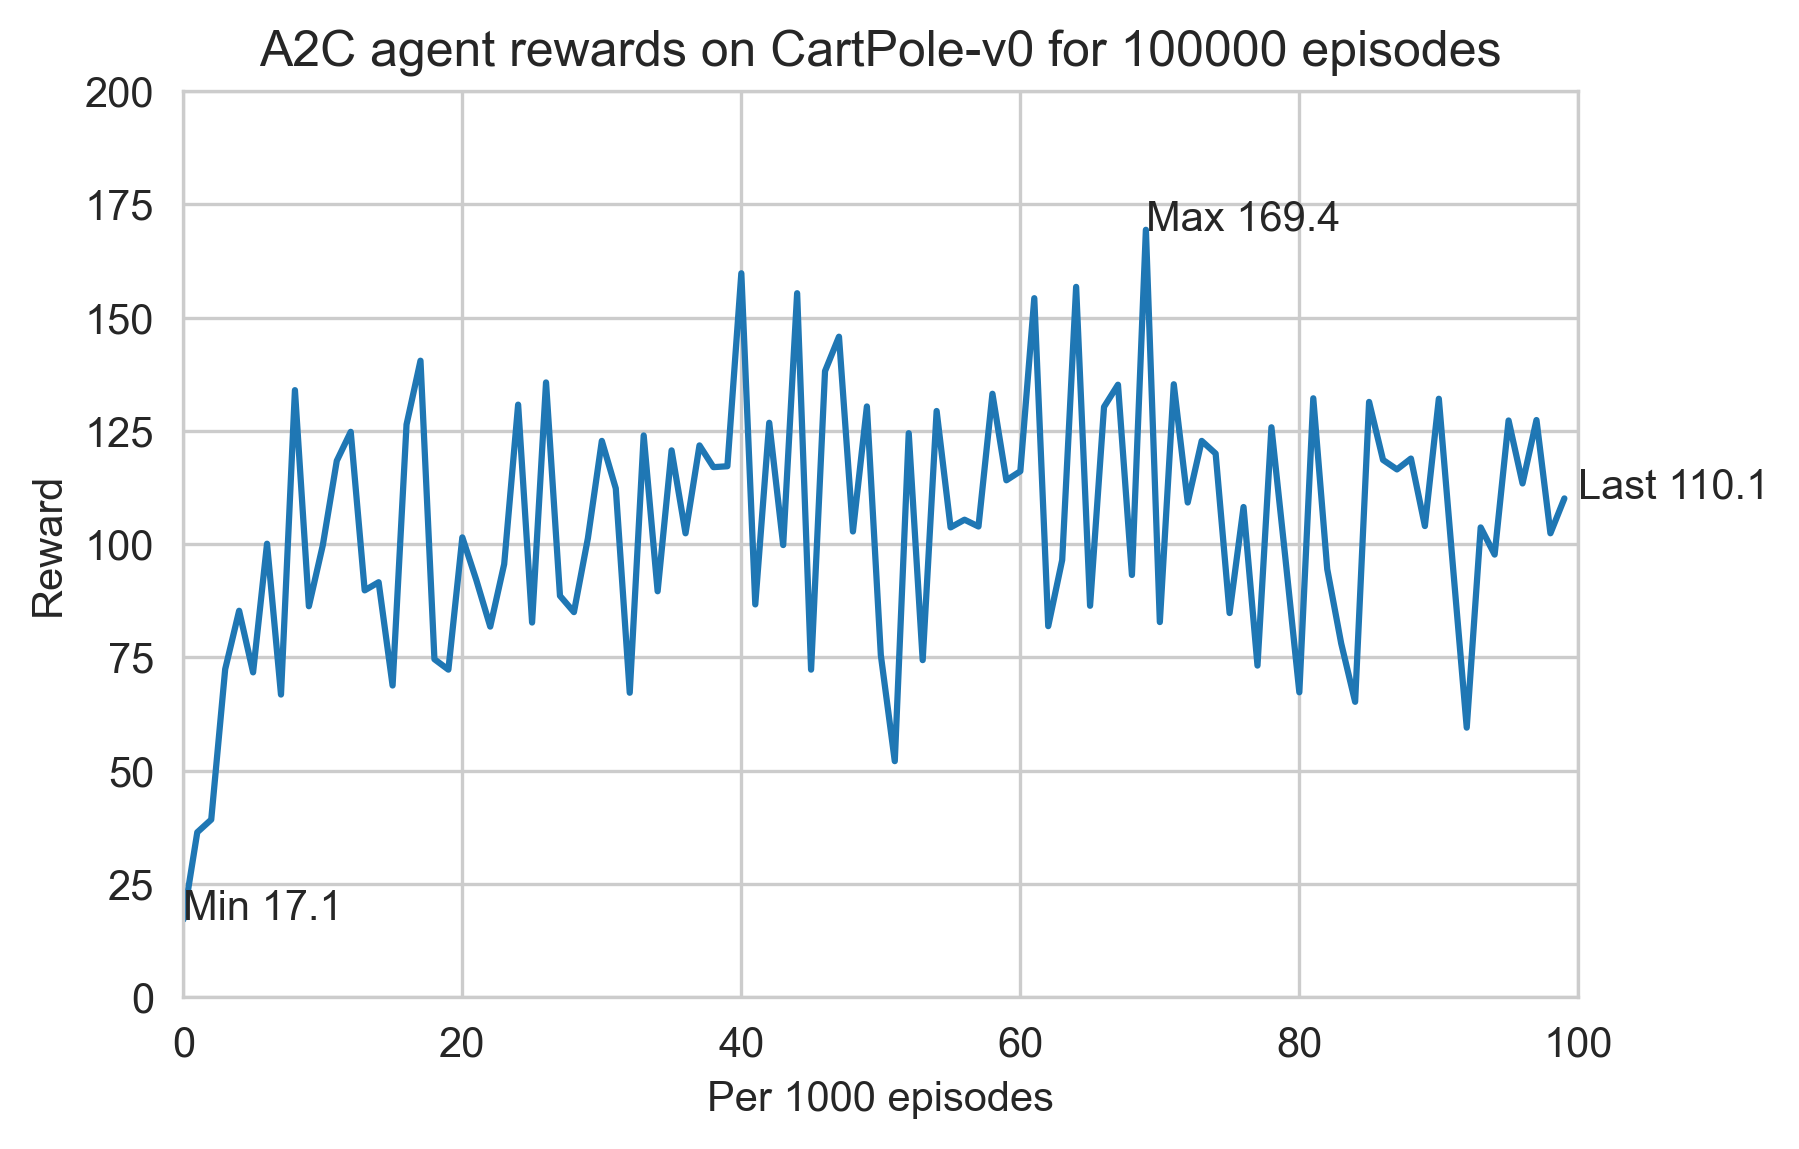 A2C agent rewards on CartPole-v0 for 100000 episodes
200
175
150
125
100
75
50
25
0
Reward
Max 169.4
Last 110.1
Min 17.1
0 20 40 60 80 100
Per 1000 episodes